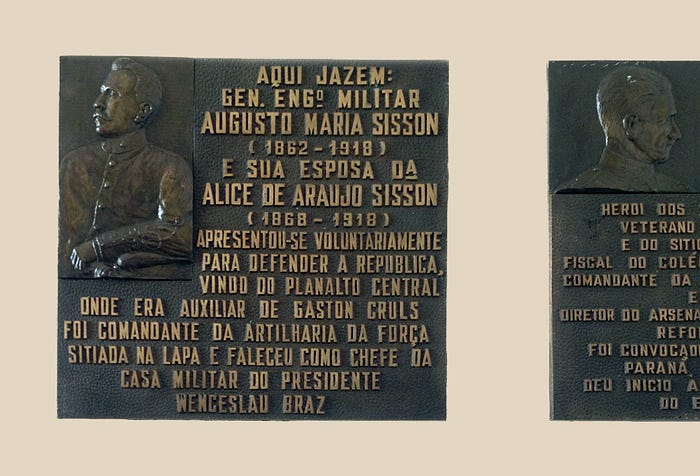 AQUI JAZEM:
GEN. ENGº MILITAR
AUGUSTO MARIA SISSON
(1862-1918)
E SUA ESPOSA Dª
ALICE DE ARAUJO SISSON
(1868-1918)
APRESENTOU-SE VOLUNTARIAMENTE
PARA DEFENDER A REPUBLICA,
VINDO DO PLANALTO CENTRAL
ONDE ERA AUXILIAR DE GASTON CRULS
FOI COMANDANTE DA ARTILHARIA DA FORÇA
SITIADA NA LAPA E FALECEU COMO CHEFE DA
CASA MILITAR DO PRESIDENTE
WENCESLAU BRAZ
HEROI DOS
VETERANO
E DO SITI
FISCAL DO COLÉ
COMANDANTE DA
E
DIRETOR DO ARSENA
REFO
FOI CONVOCAD
PARANÁ,
DEU INICIO A
DO E